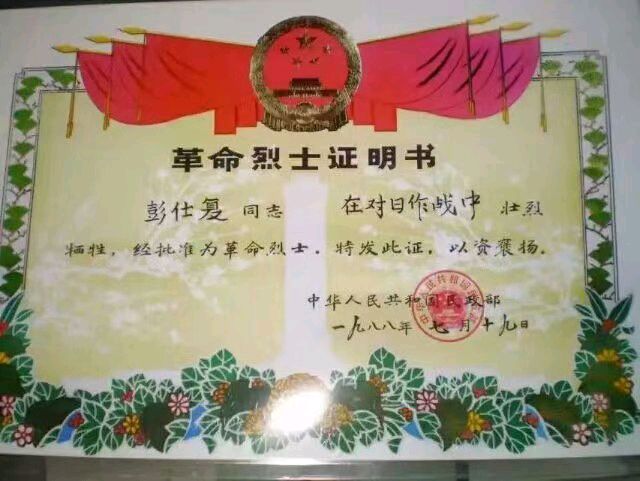 革命烈士证明书
彭仕复 同志 在对日作战中 壮烈
牺牲，经批准为革命烈士。特发此证，以资褒扬。
中华人民共和国民政部
一九八八年 七月十九日